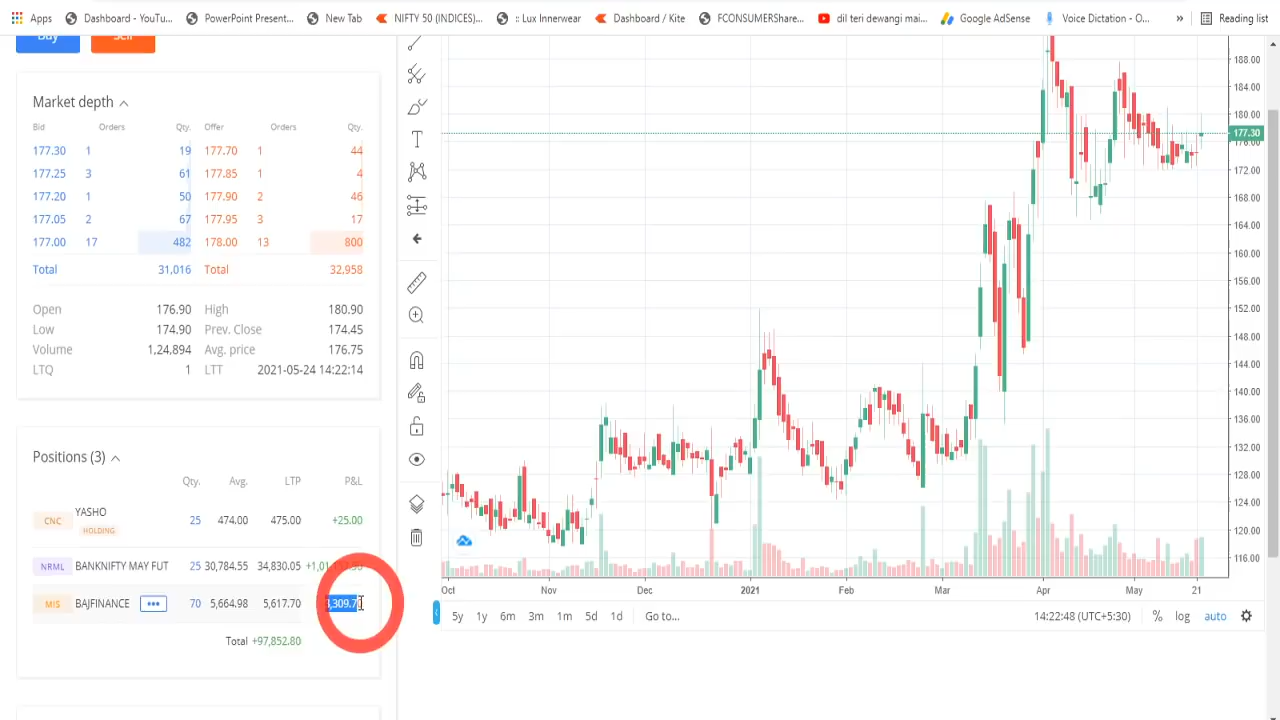 Apps Dashboard - YouTu... PowerPoint Present... New Tab NIFTY 50 (INDICES)... :: Lux Innerwear Dashboard / Kite FCONSUMERShare... dil teri dewangi mai... Google AdSense Voice Dictation - O... » Reading list
Buy Sell
Market depth
Bid Orders Qty. Offer Orders Qty.
177.30 1 19 177.70 1 44
177.25 3 61 177.85 1 4
177.20 1 50 177.90 2 46
177.05 2 67 177.95 3 17
177.00 17 482 178.00 13 800
Total 31,016 Total 32,958
Open 176.90 High 180.90
Low 174.90 Prev. Close 174.45
Volume 1,24,894 Avg. price 176.75
LTQ 1 LTT 2021-05-24 14:22:14
Positions (3)
Qty. Avg. LTP P&L
CNC YASHO 25 474.00 475.00 +25.00
HOLDING
NRML BANKNIFTY MAY FUT 25 30,784.55 34,830.05
MIS BAJFINANCE ••• 70 5,664.98 5,617.70
Total +97,852.80
188.00
184.00
180.00
177.30
176.00
172.00
168.00
164.00
160.00
156.00
152.00
148.00
144.00
140.00
136.00
132.00
128.00
124.00
120.00
116.00
Oct Nov Dec 2021 Feb Mar Apr May 21
5y 1y 6m 3m 1m 5d 1d Go to... 14:22:48 (UTC+5:30) % log auto